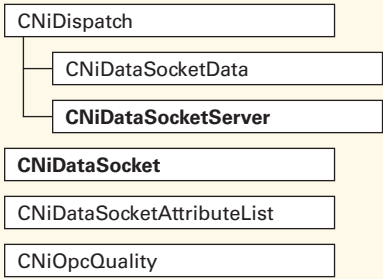 CNiDispatch
CNiDataSocketData
CNiDataSocketServer
CNiDataSocket
CNiDataSocketAttributeList
CNiOpcQuality